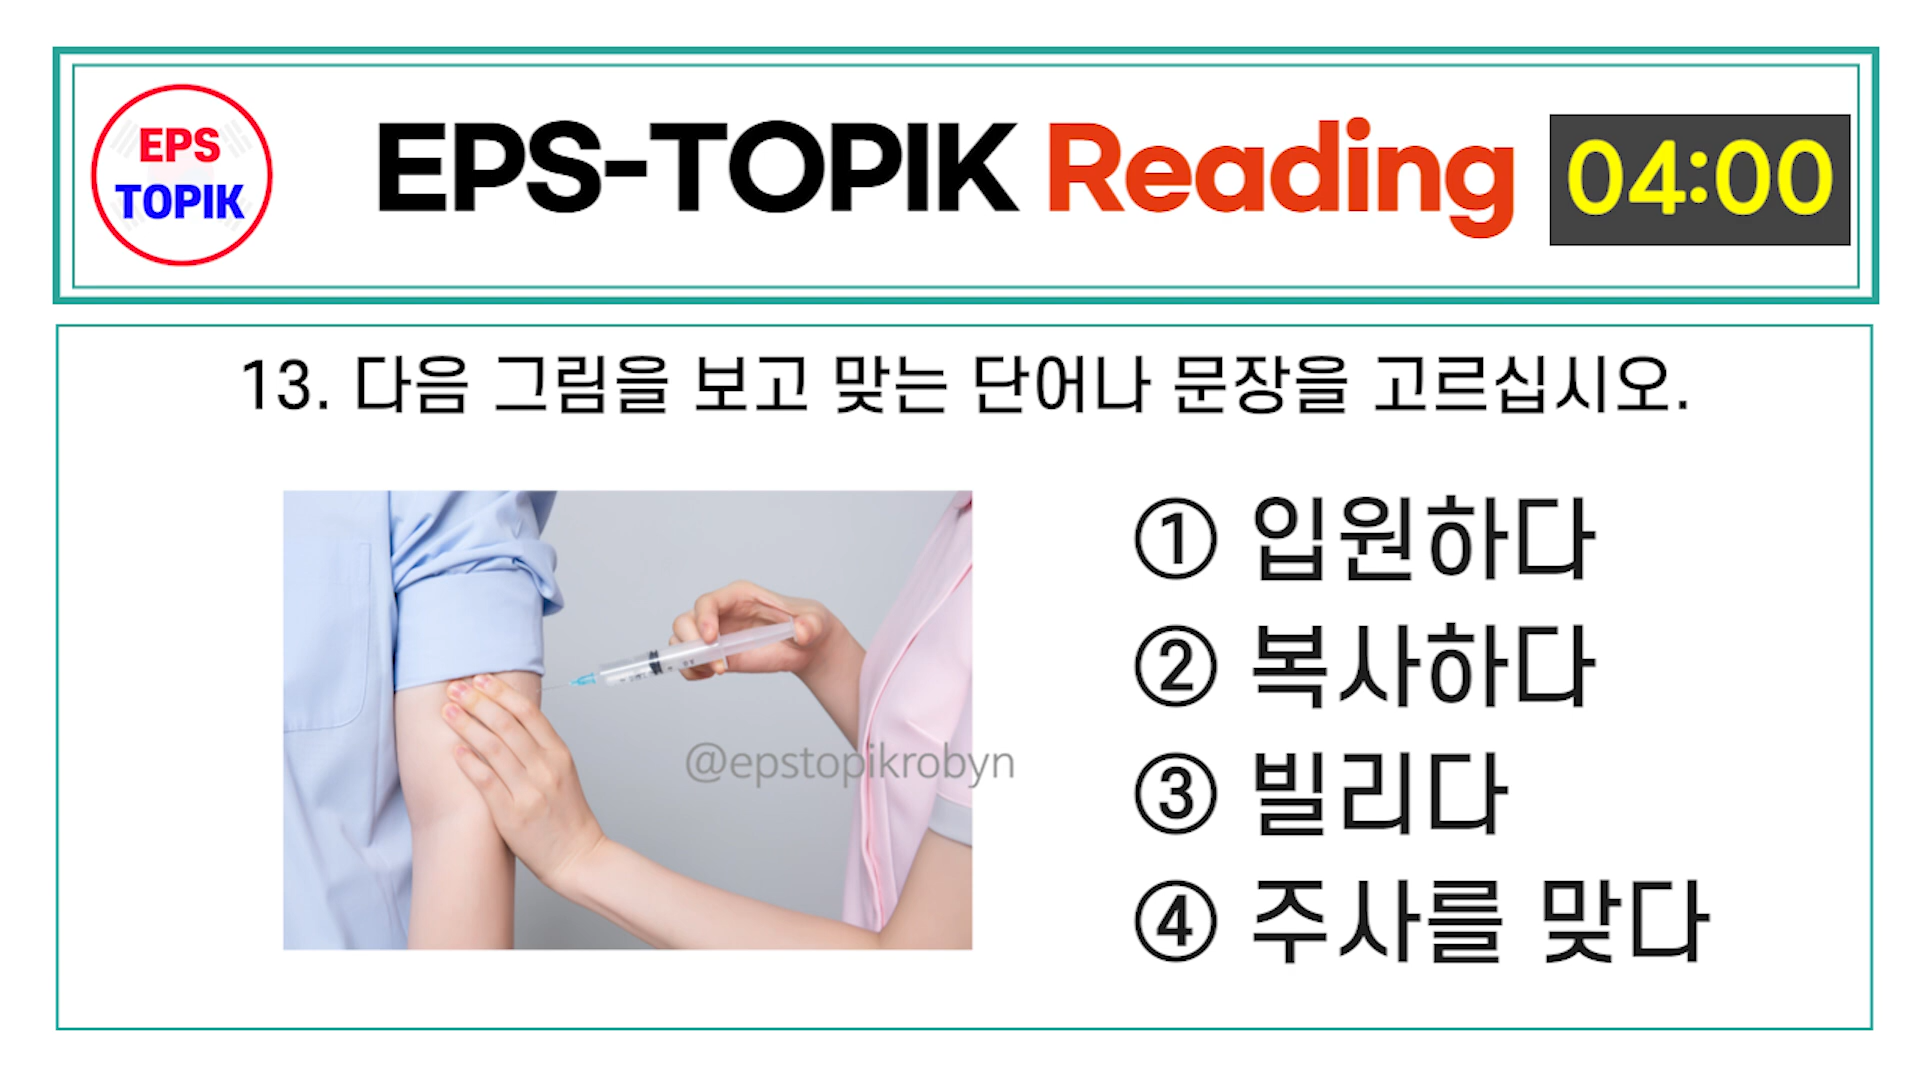 EPS
TOPIK
EPS-TOPIK Reading
04:00
13. 다음 그림을 보고 맞는 단어나 문장을 고르십시오.
① 입원하다
② 복사하다
③ 빌리다
④ 주사를 맞다
@epstopikrobyn